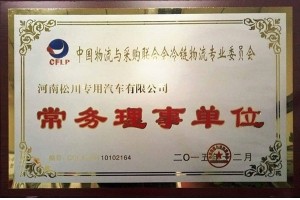 CFLP
中国物流与采购联合会冷链物流专业委员会
河南松川专用汽车有限公司
常务理事单位
10102164
二〇一五年十二月